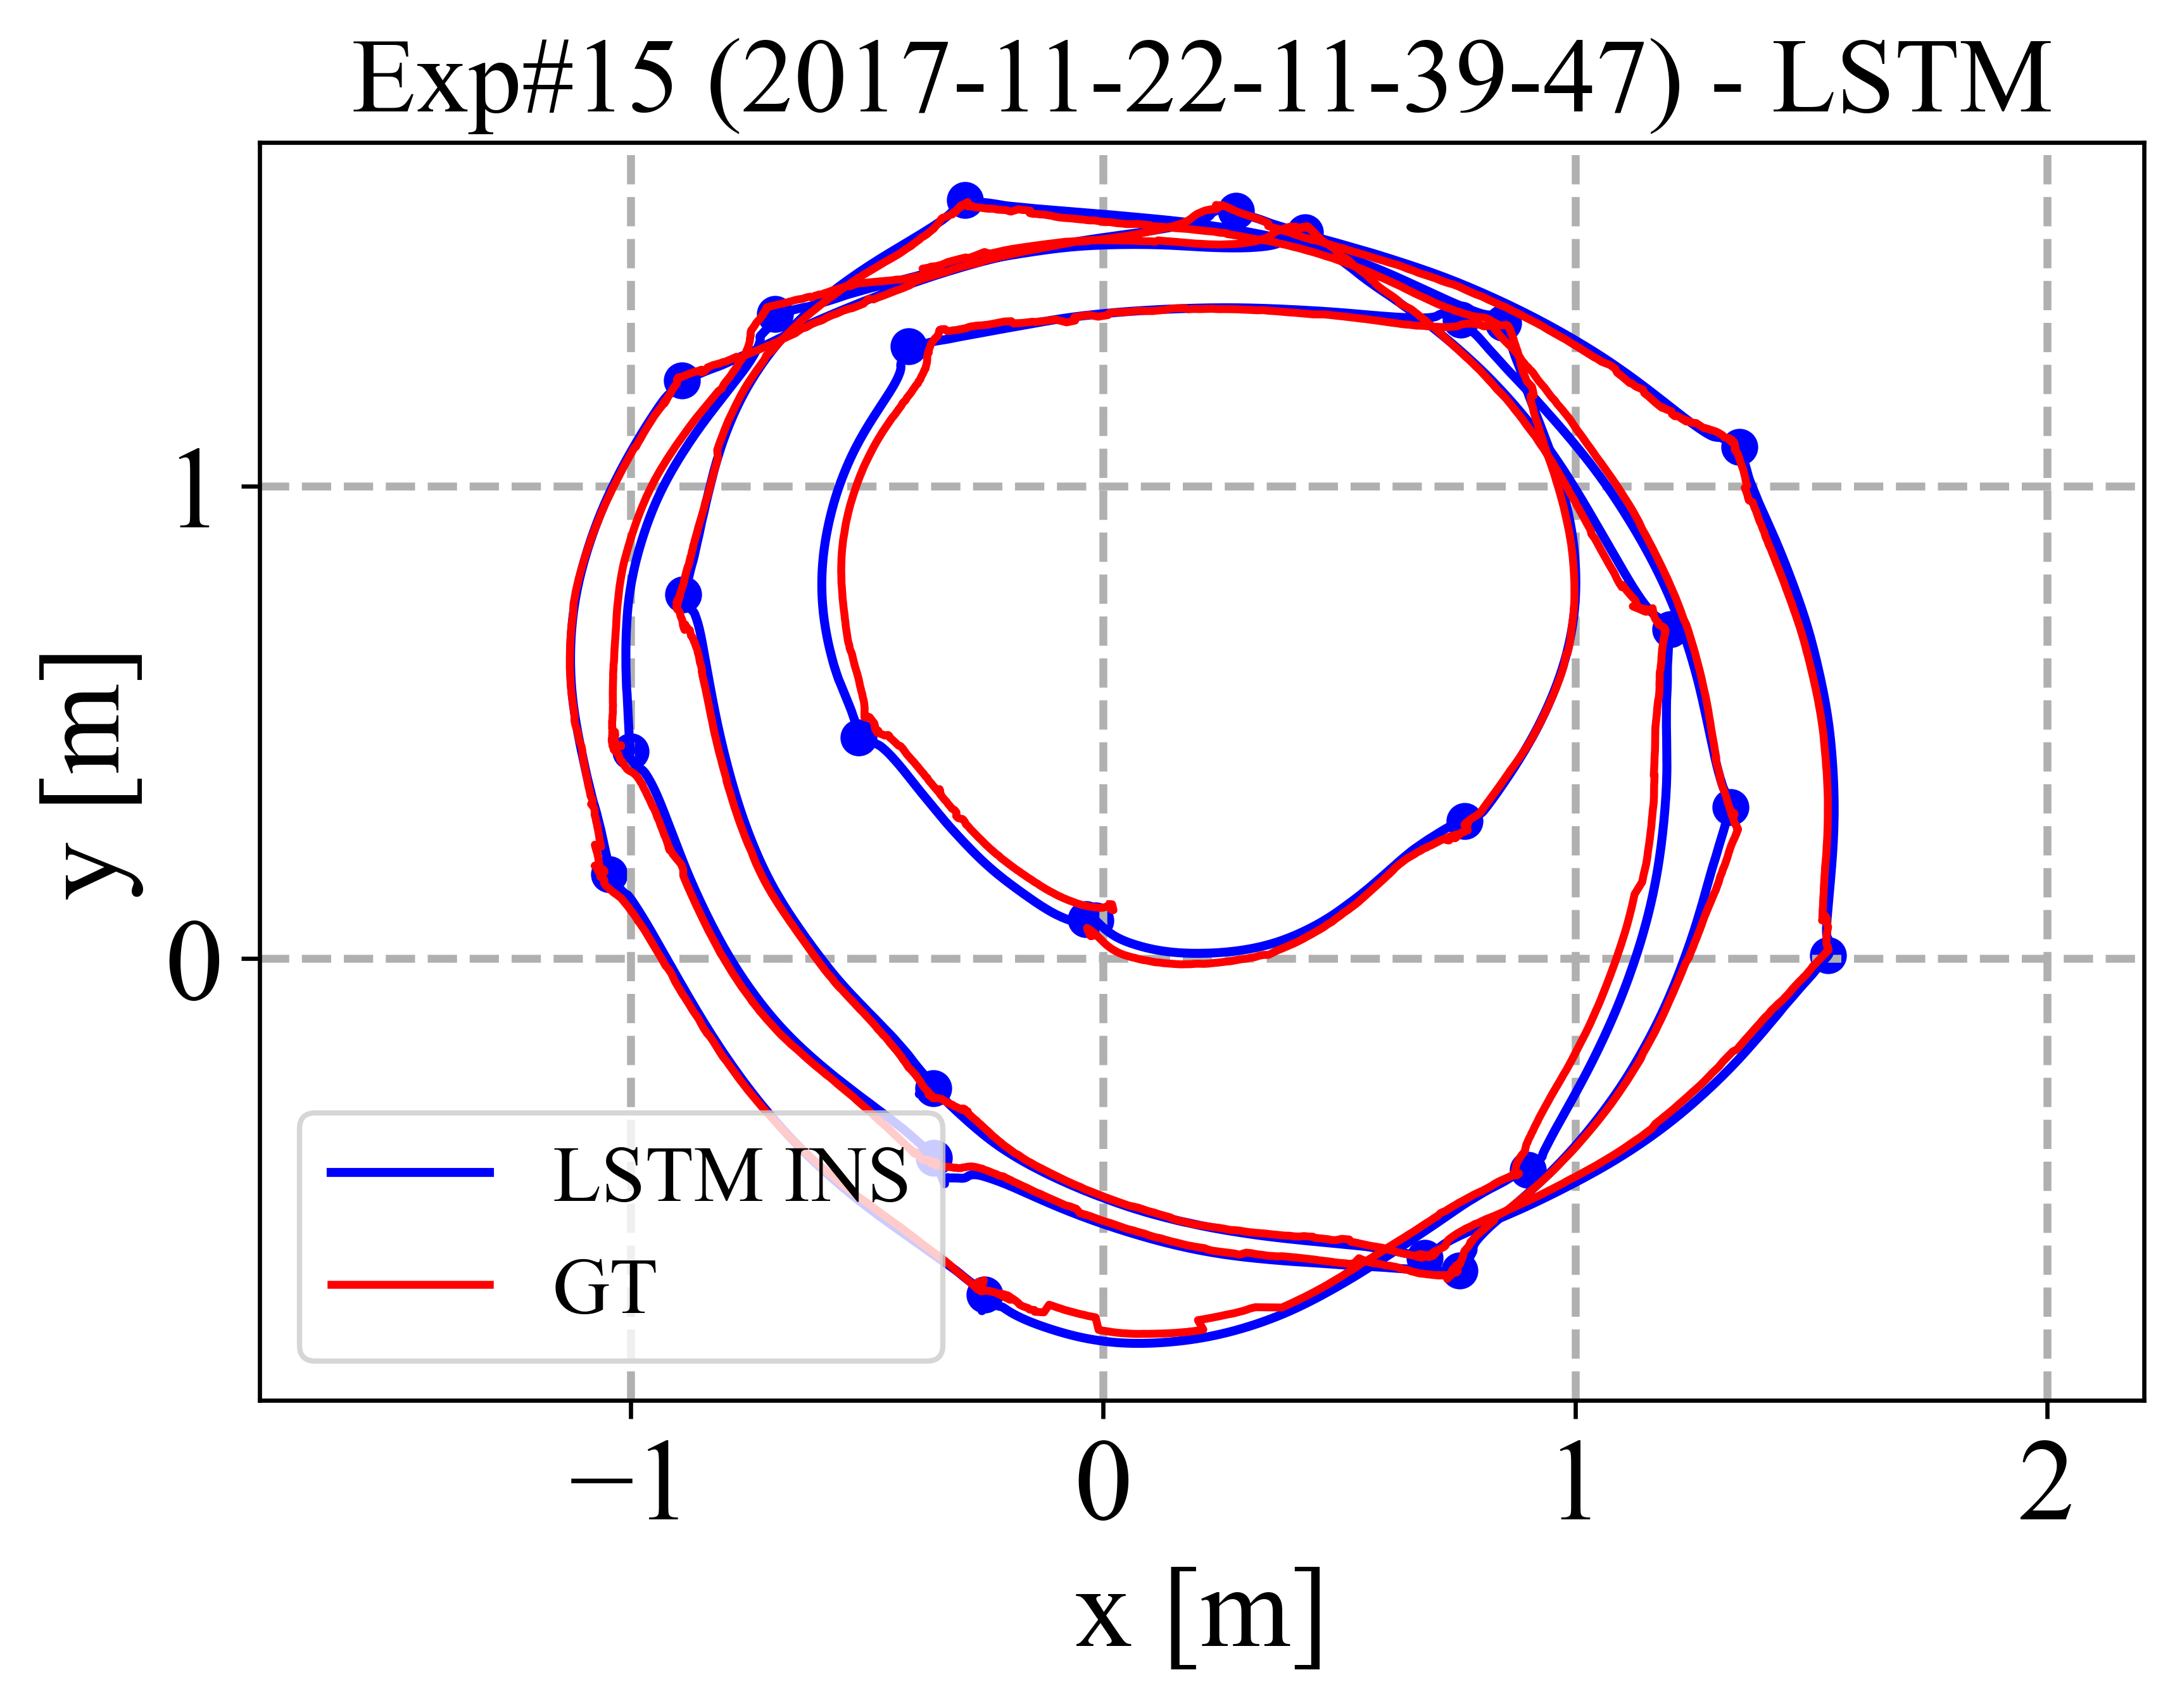 Exp#15 (2017-11-22-11-39-47) - LSTM
1
0
y [m]
LSTM INS
GT
−1 0 1 2
x [m]